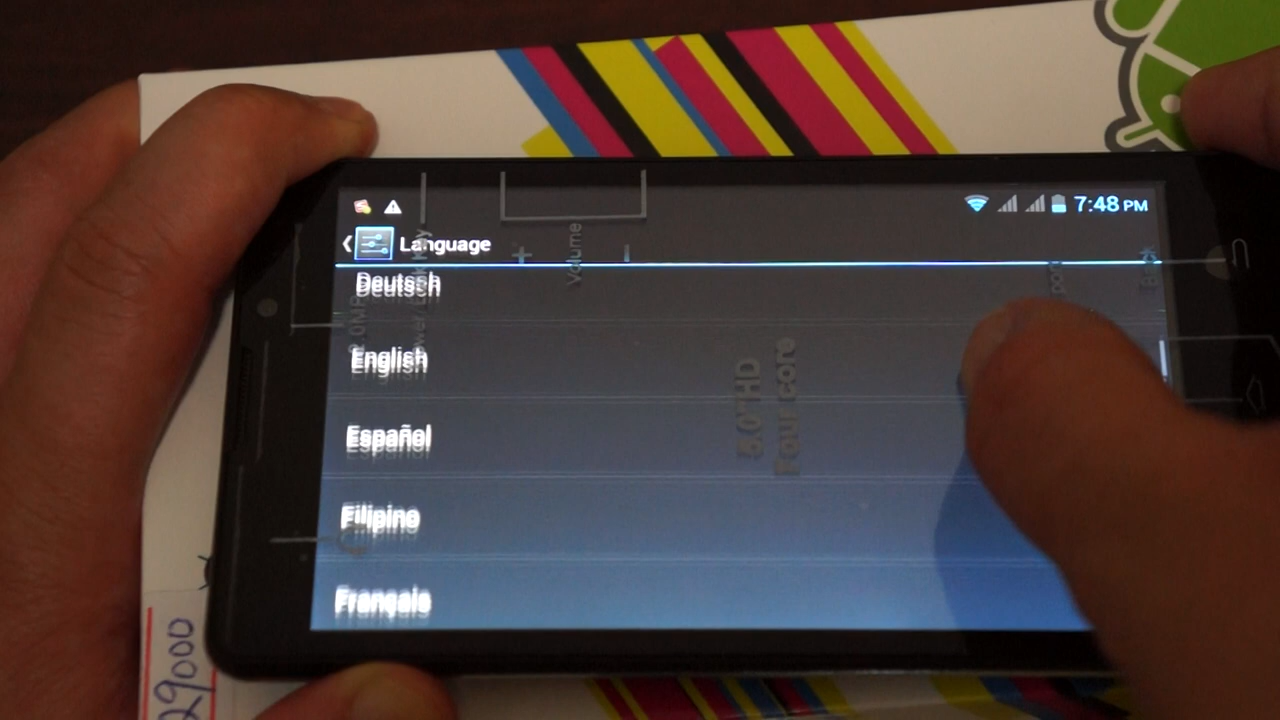 7:48 PM
Language
Deutsch
English
Español
Filipino
Français
Volume
+
5.0"HD
Four core
29000